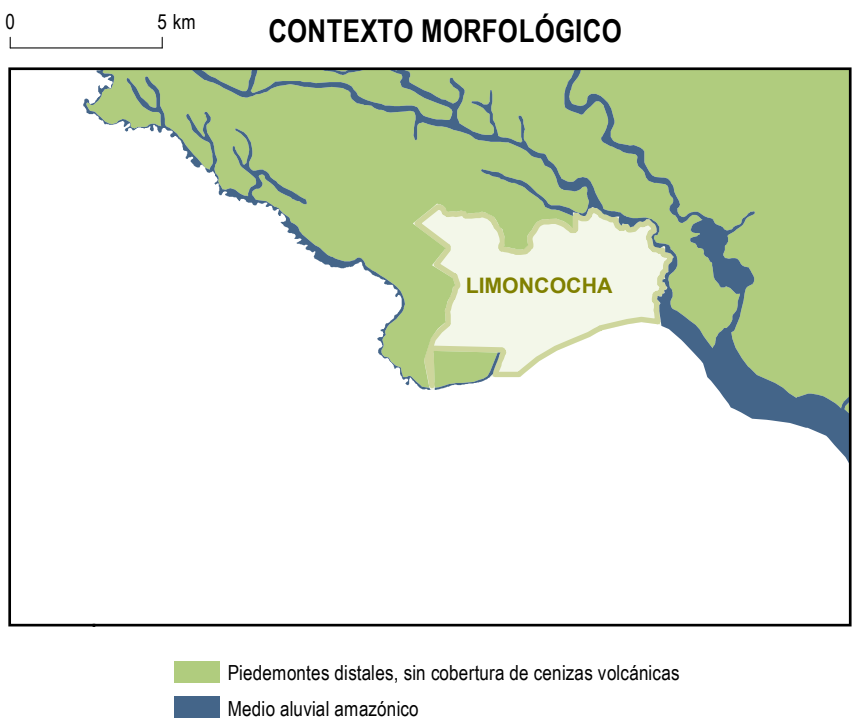 0 5 km
CONTEXTO MORFOLÓGICO
LIMONCOCHA
Piedemontes distales, sin cobertura de cenizas volcánicas
Medio aluvial amazónico